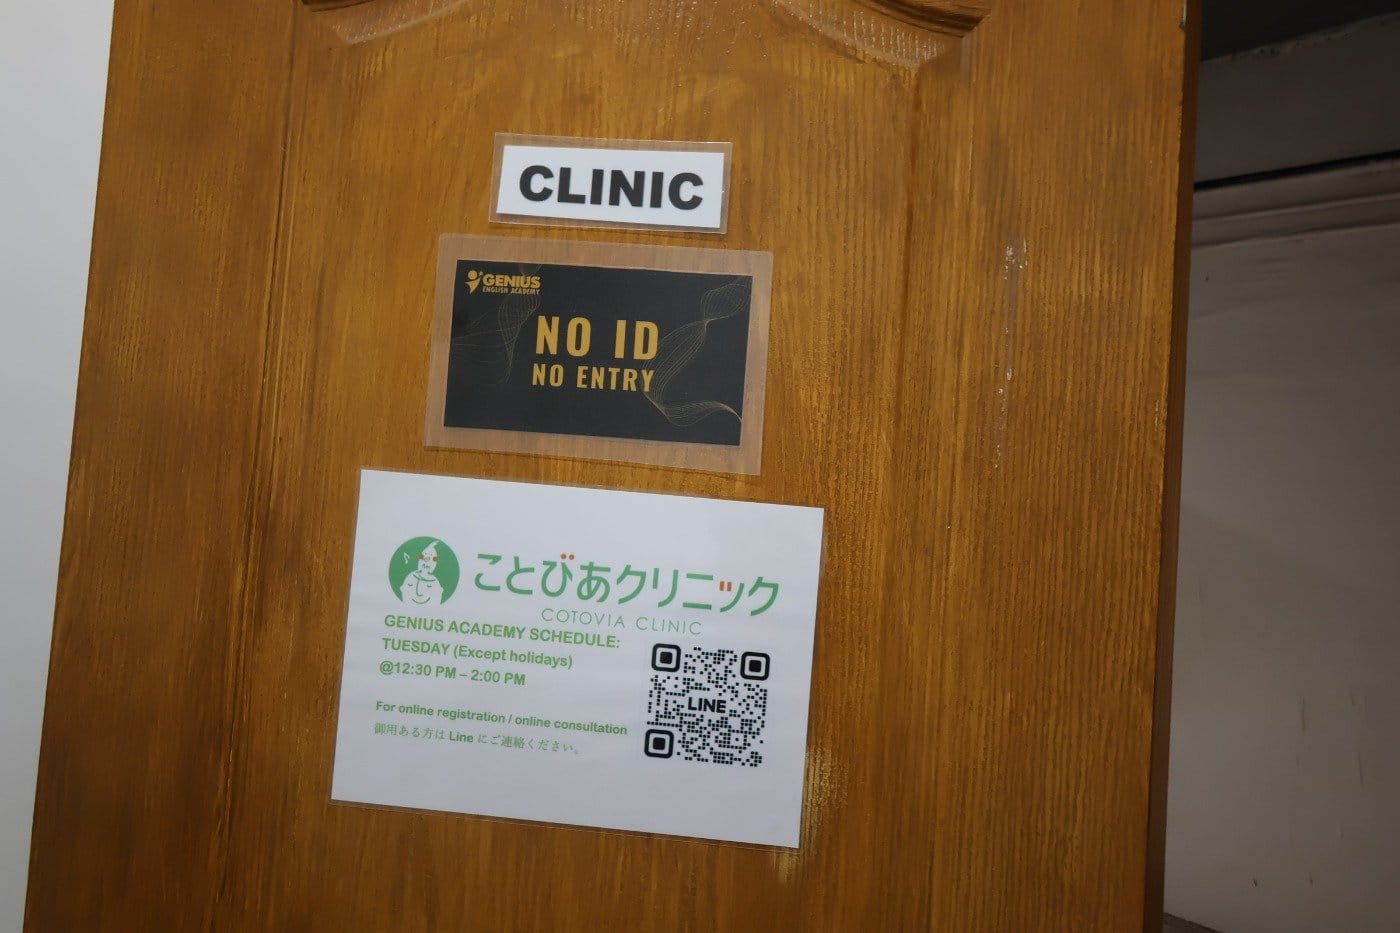 CLINIC
GENIUS
ENGLISH ACADEMY
NO ID
NO ENTRY
ことびあクリニック
COTOVIA CLINIC
GENIUS ACADEMY SCHEDULE:
TUESDAY (Except holidays)
@12:30 PM – 2:00 PM
For online registration / online consultation
御用ある方は Line にご連絡ください。
LINE